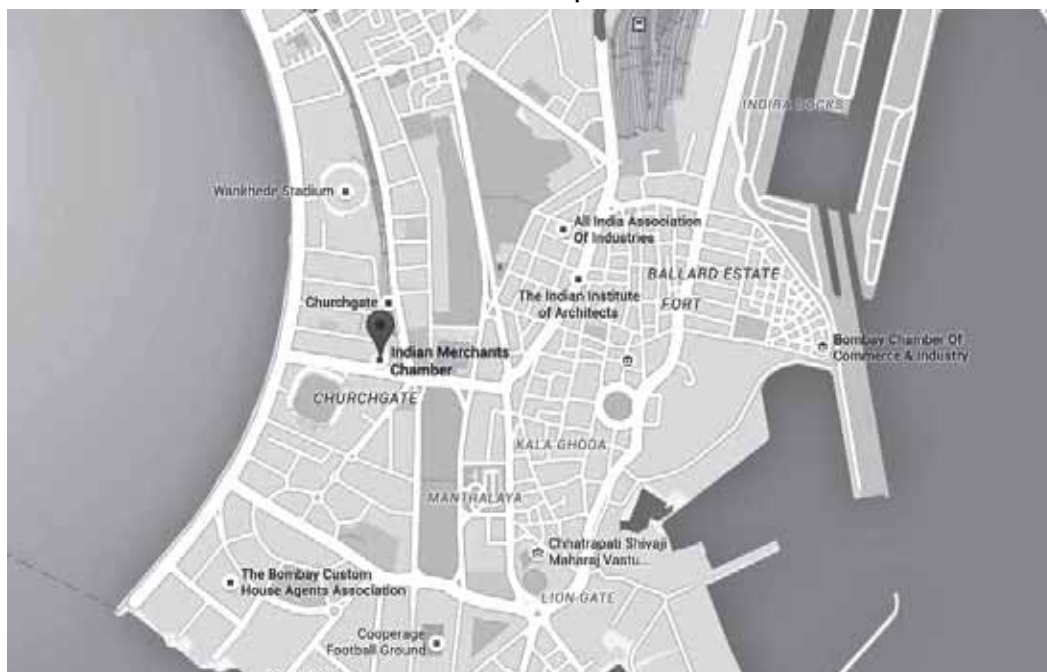 INDIRA DOCKS
Wankhede Stadium
All India Association
Of Industries
BALLARD ESTATE
Churchgate
The Indian Institute
of Architects
FORT
Indian Merchants
Chamber
Bombay Chamber Of
Commerce & Industry
CHURCHGATE
KALA GHODA
MANTRALAYA
Chhatrapati Shivaji
Maharaj Vastu...
The Bombay Custom
House Agents Association
LION GATE
Cooperage
Football Ground